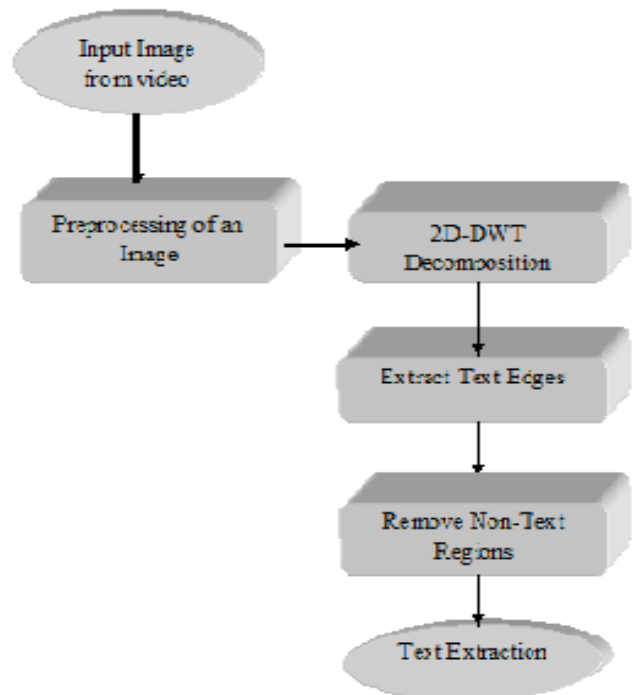 Input Image
from video
Preprocessing of an
Image
2D-DWT
Decomposition
Extract Text Edges
Remove Non-Text
Regions
Text Extraction